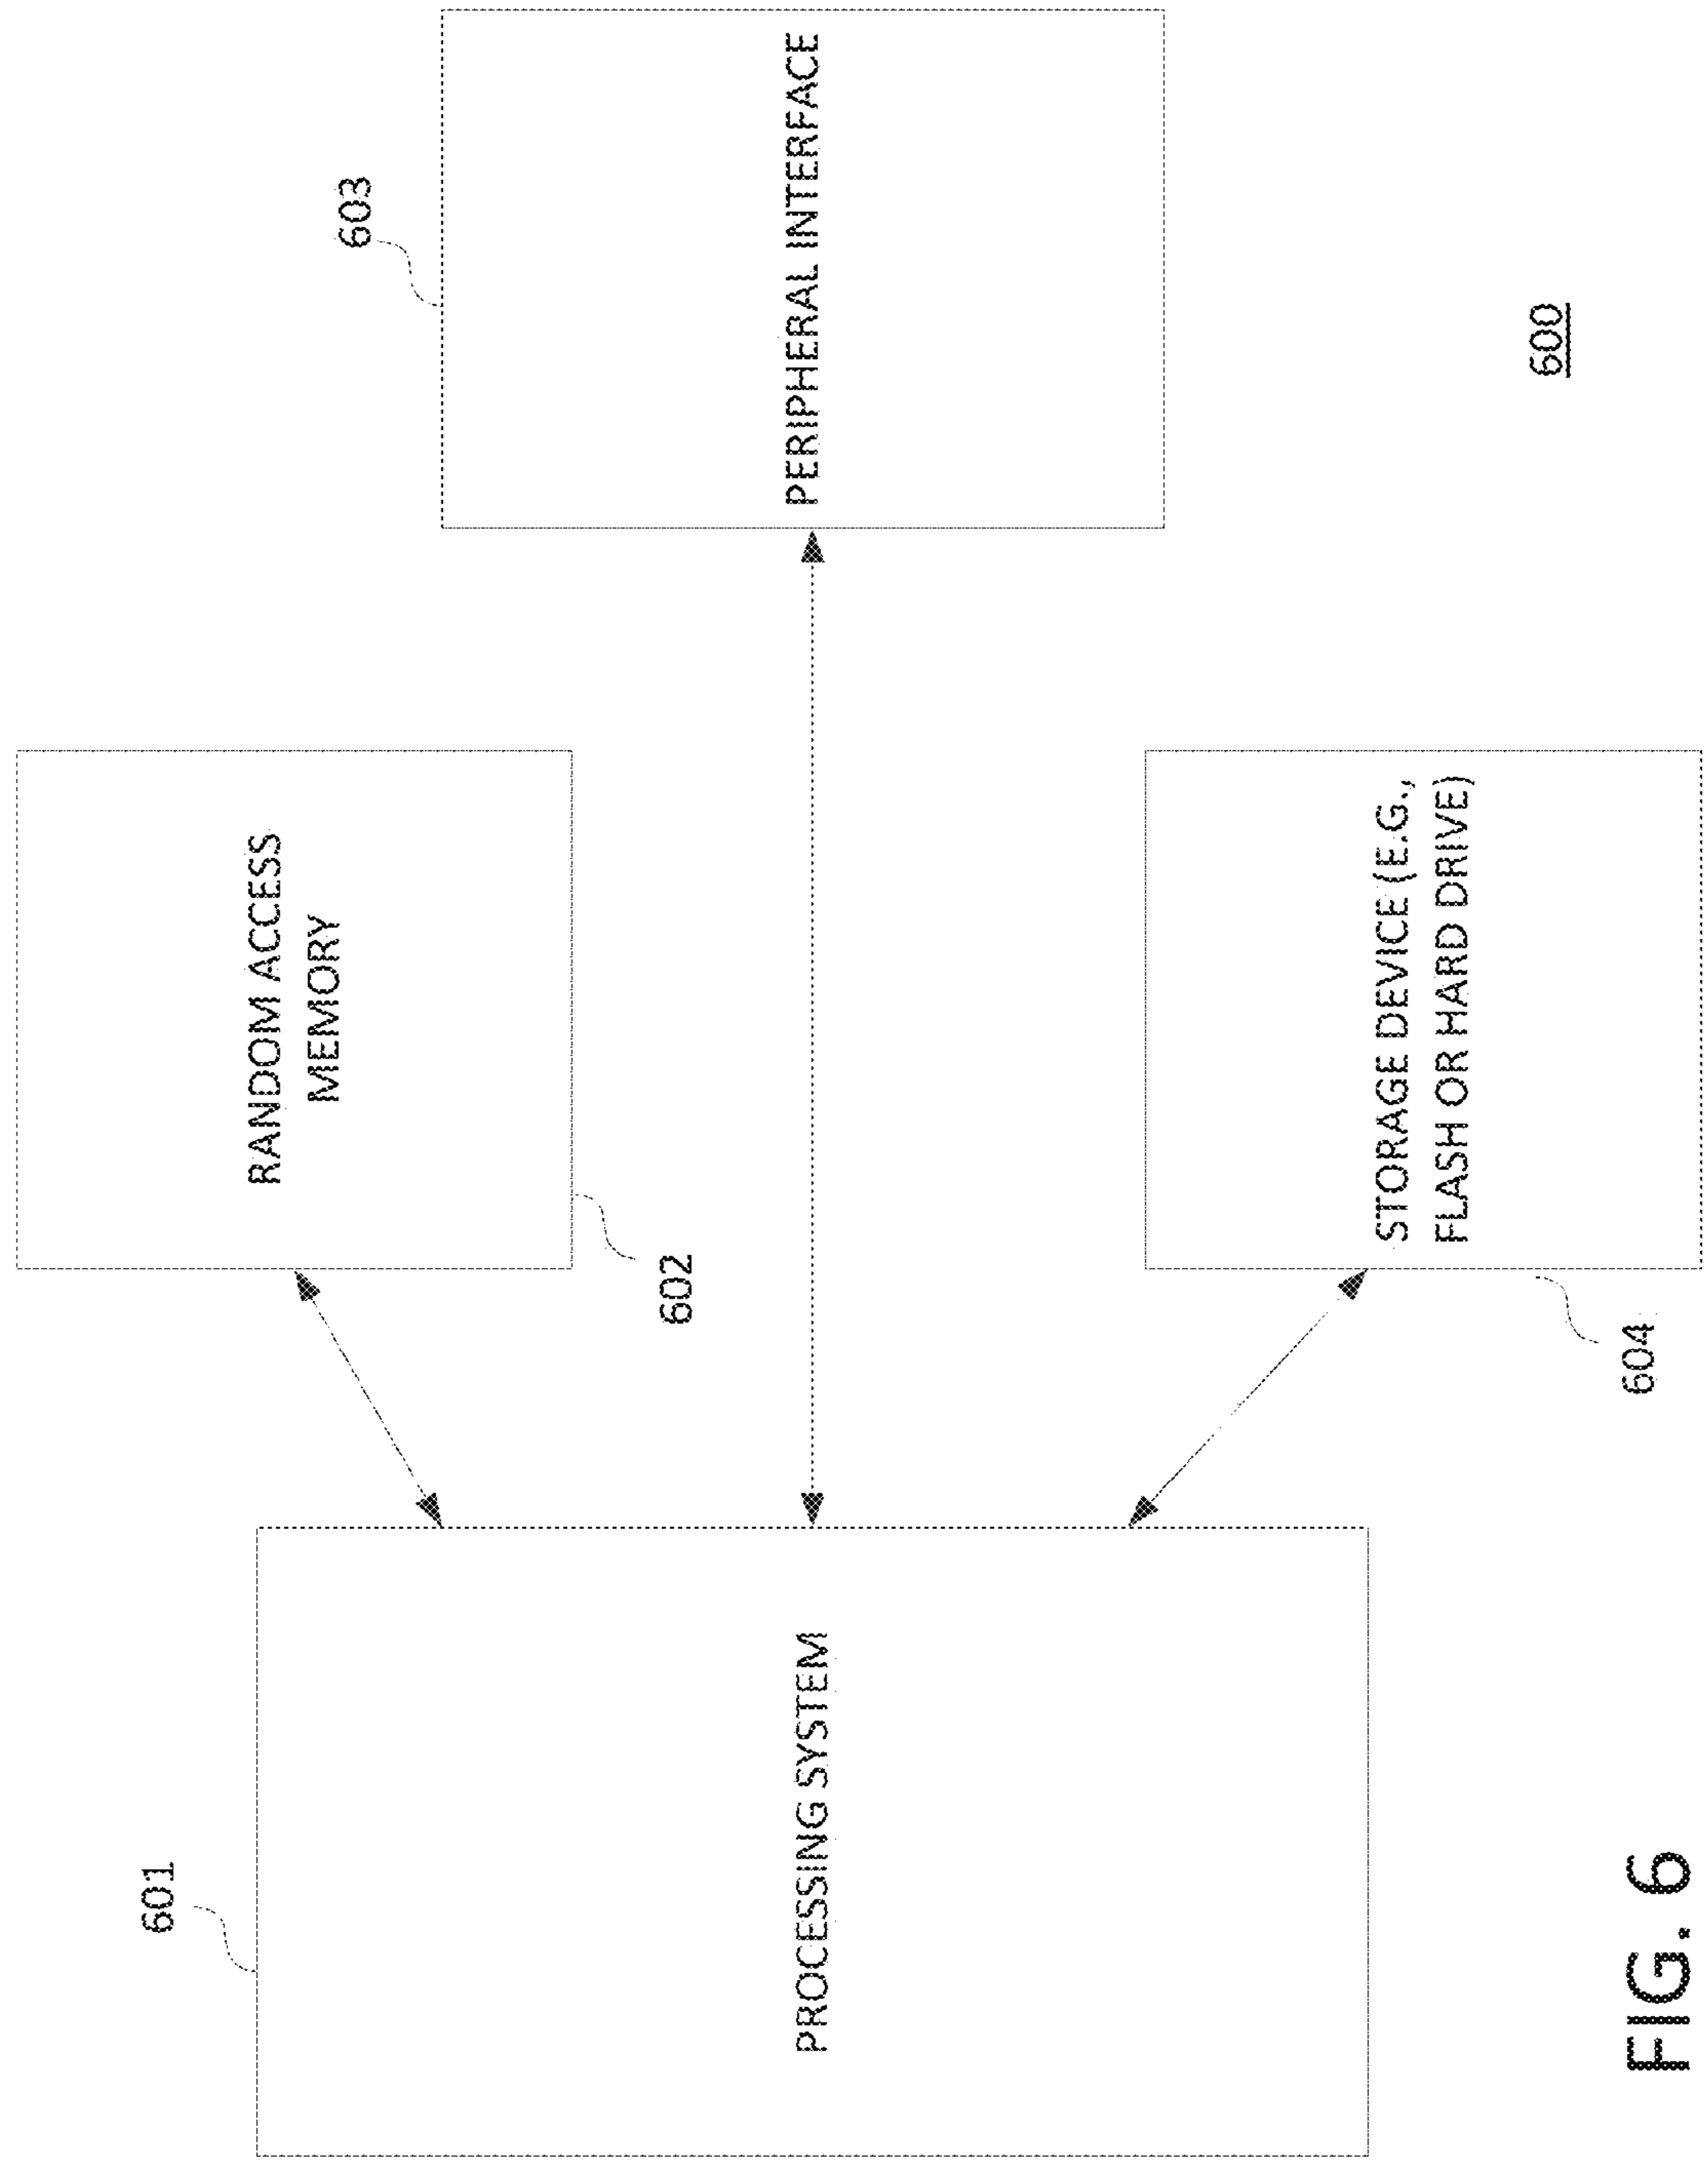 601
PROCESSING SYSTEM
RANDOM ACCESS
MEMORY
602
603
PERIPHERAL INTERFACE
604
STORAGE DEVICE (E.G.,
FLASH OR HARD DRIVE)
600
FIG. 6